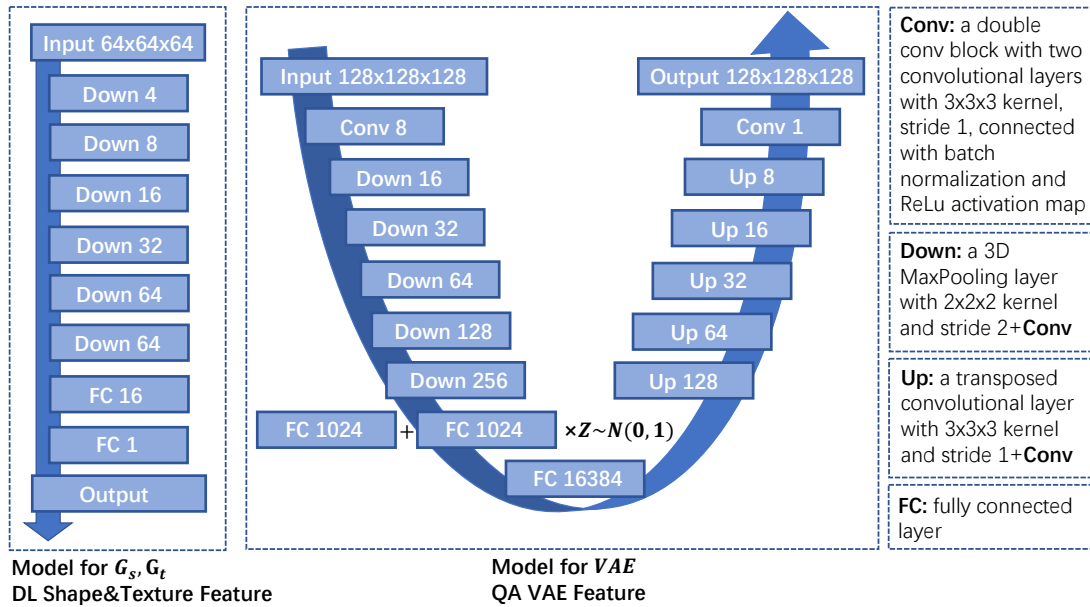 Input 64x64x64
Down 4
Down 8
Down 16
Down 32
Down 64
Down 64
FC 16
FC 1
Output
Model for G_s, G_t
DL Shape&Texture Feature
Input 128x128x128
Conv 8
Down 16
Down 32
Down 64
Down 128
Down 256
FC 1024 + FC 1024 ×Z~N(0, 1)
FC 16384
Output 128x128x128
Conv 1
Up 8
Up 16
Up 32
Up 64
Up 128
Model for VAE
QA VAE Feature
Conv: a double
conv block with two
convolutional layers
with 3x3x3 kernel,
stride 1, connected
with batch
normalization and
ReLu activation map
Down: a 3D
MaxPooling layer
with 2x2x2 kernel
and stride 2+Conv
Up: a transposed
convolutional layer
with 3x3x3 kernel
and stride 1+Conv
FC: fully connected
layer